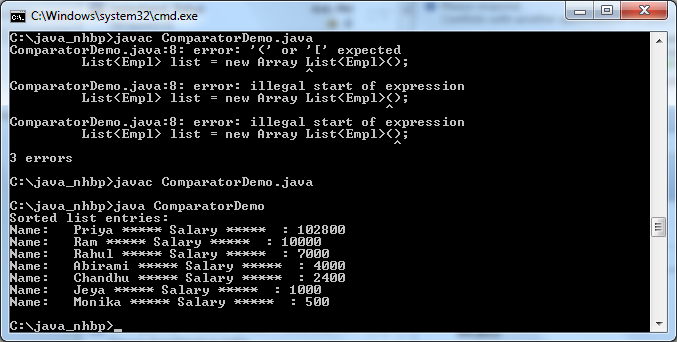 C:\Windows\system32\cmd.exe
C:\java_nhbp>javac ComparatorDemo.java
ComparatorDemo.java:8: error: '(' or '[' expected
        List<Empl> list = new Array List<Empl>();
                                    ^
ComparatorDemo.java:8: error: illegal start of expression
        List<Empl> list = new Array List<Empl>();
                                              ^
ComparatorDemo.java:8: error: illegal start of expression
        List<Empl> list = new Array List<Empl>();
                                               ^
3 errors
C:\java_nhbp>javac ComparatorDemo.java
C:\java_nhbp>java ComparatorDemo
Sorted list entries:
Name:   Priya ***** Salary *****  : 102800
Name:   Ram ***** Salary *****  : 10000
Name:   Rahul ***** Salary *****  : 7000
Name:   Abirami ***** Salary *****  : 4000
Name:   Chandhu ***** Salary *****  : 2400
Name:   Jeya ***** Salary *****  : 1000
Name:   Monika ***** Salary *****  : 500
C:\java_nhbp>_